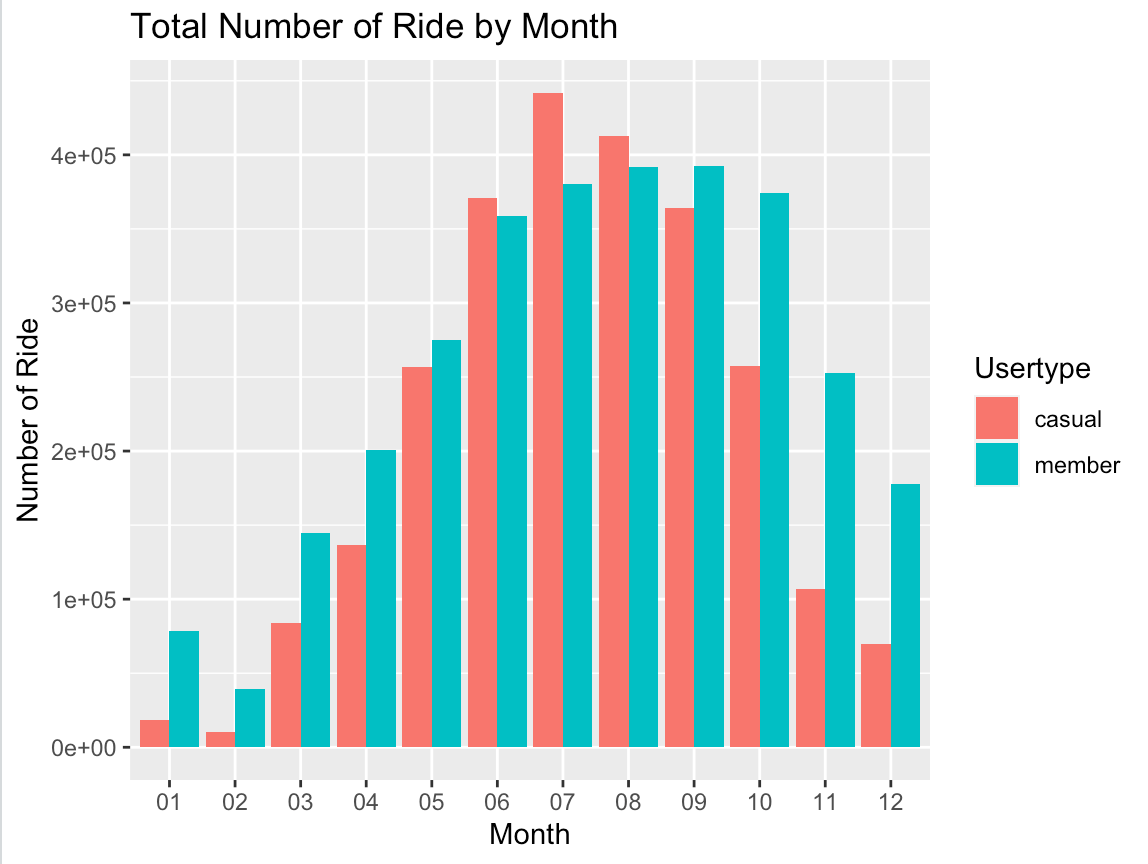 Total Number of Ride by Month
Number of Ride
4e+05
3e+05
2e+05
1e+05
0e+00
01 02 03 04 05 06 07 08 09 10 11 12
Month
Usertype
casual
member